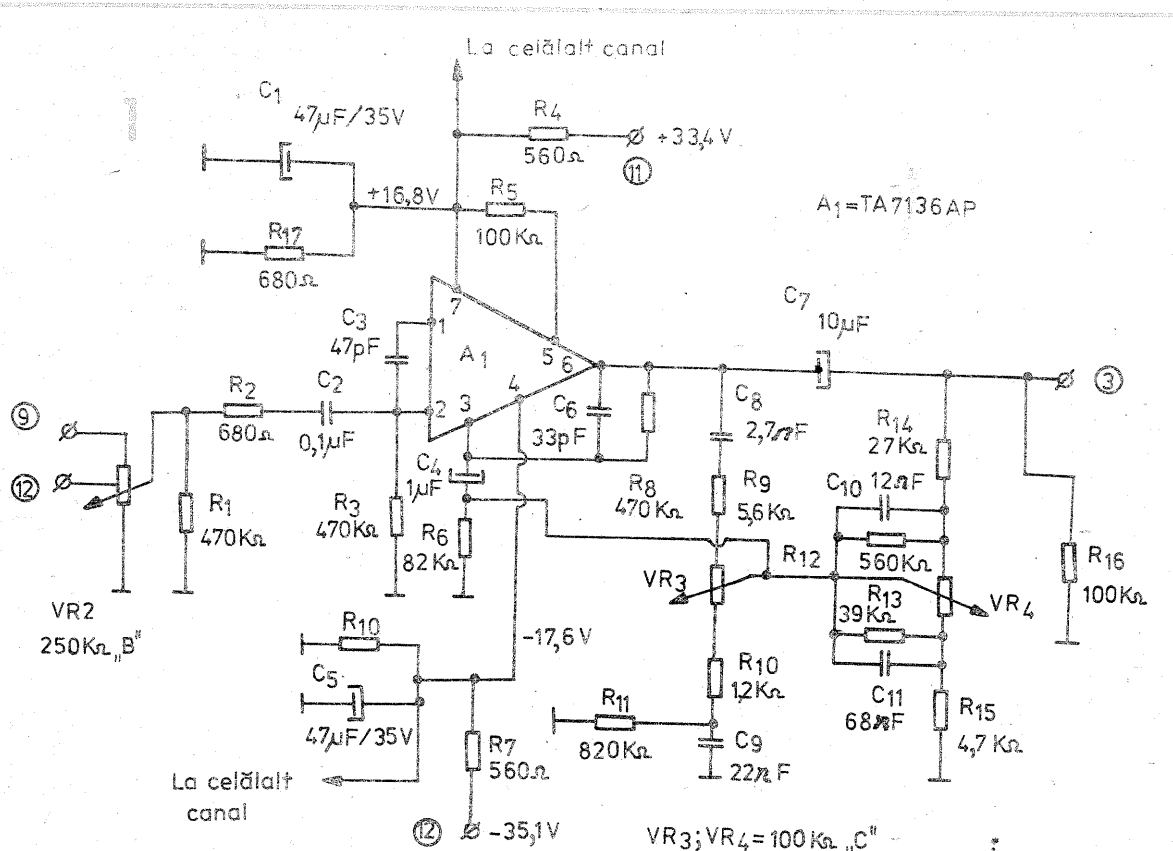 La celălalt canal
C1
47µF/35V
R4
560Ω
+33,4V
11
+16,8V
R5
100KΩ
A1=TA7136AP
R17
680Ω
7
C7
10µF
C3
47pF
1
A1
5
6
3
9
R2
680Ω
C2
0,1µF
2
3
4
C6
33pF
C8
2,7nF
R14
27KΩ
12
C4
1µF
R1
470KΩ
R3
470KΩ
R6
82KΩ
R8
470KΩ
R9
5,6KΩ
C10
12nF
R12
560KΩ
R16
100KΩ
VR3
VR4
R13
39KΩ
VR2
250KΩ „B"
R10
-17,6V
C5
47µF/35V
R10
1,2KΩ
C11
68nF
R11
820KΩ
R15
4,7KΩ
R7
560Ω
C9
22nF
La celălalt
canal
12
-35,1V
VR3; VR4=100KΩ „C"